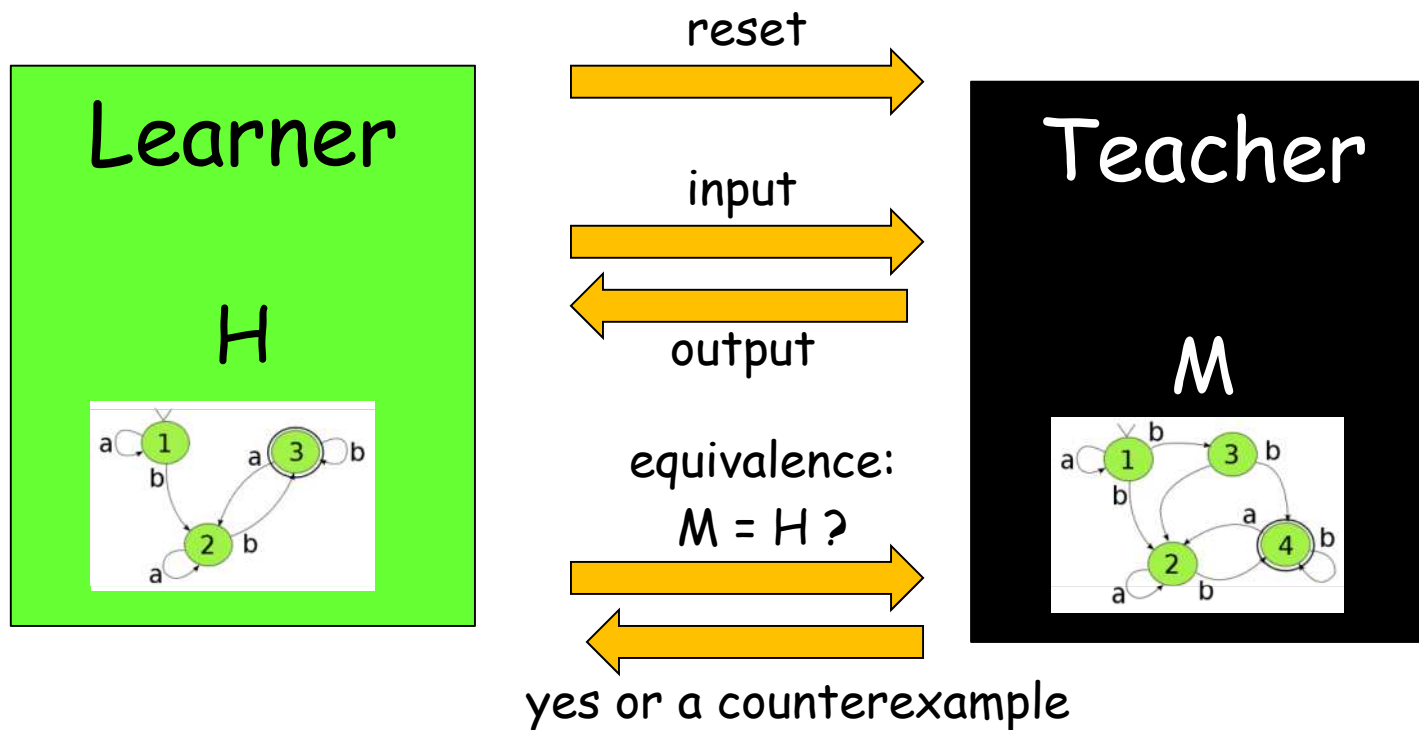 reset
Learner
Teacher
input
H
output
M
a
1
a
3
b
b
2
b
a
equivalence:
M = H ?
b
a
1
3
b
b
a
4
b
2
a
b
yes or a counterexample